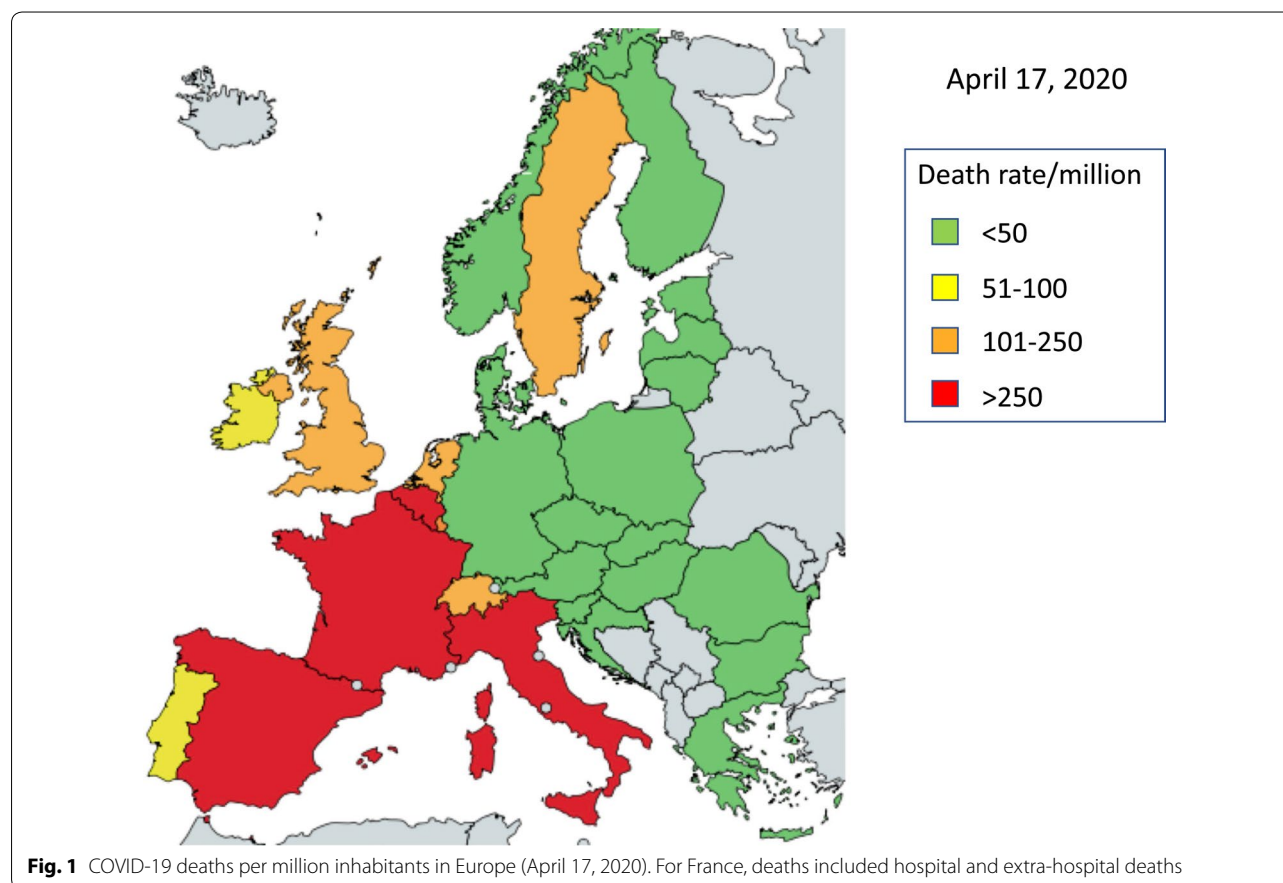 April 17, 2020
Death rate/million
<50
51-100
101-250
>250
Fig. 1 COVID-19 deaths per million inhabitants in Europe (April 17, 2020). For France, deaths included hospital and extra-hospital deaths